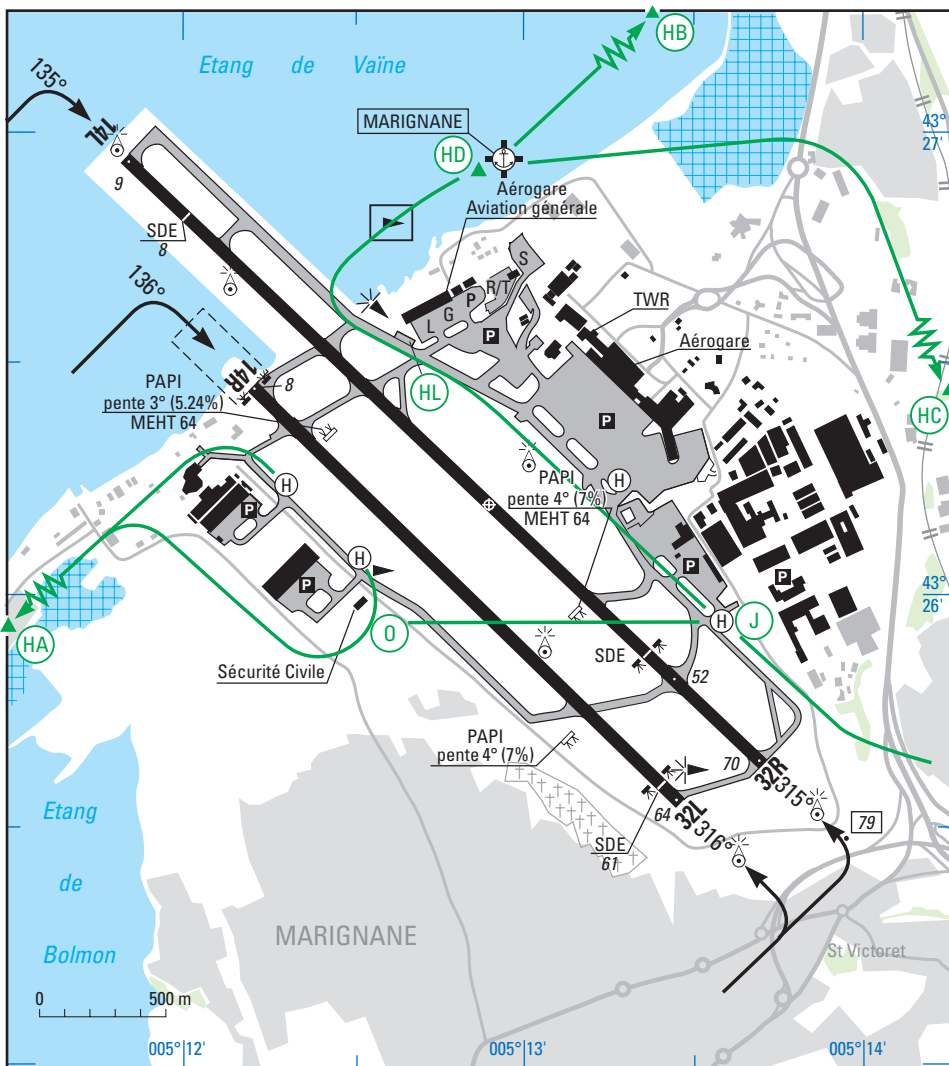 HB
135°
Etang de Vaïne
14L
MARIGNANE
43°
27'
HD
9
Aérogare
Aviation générale
SDE
8
S
136°
R/T
P
G
L
TWR
P
Aérogare
14R
8
PAPI
pente 3° (5.24%)
MEHT 64
HL
HC
P
H
PAPI
pente 4° (7%)
MEHT 64
H
P
H
P
P
P
43°
26'
HA
O
H
J
Sécurité Civile
SDE
52
PAPI
pente 4° (7%)
70
32R
315°
64
32L
316°
79
SDE
61
Etang
de
Bolmon
MARIGNANE
St Victoret
0 500 m
005° 12' 005° 13' 005° 14'